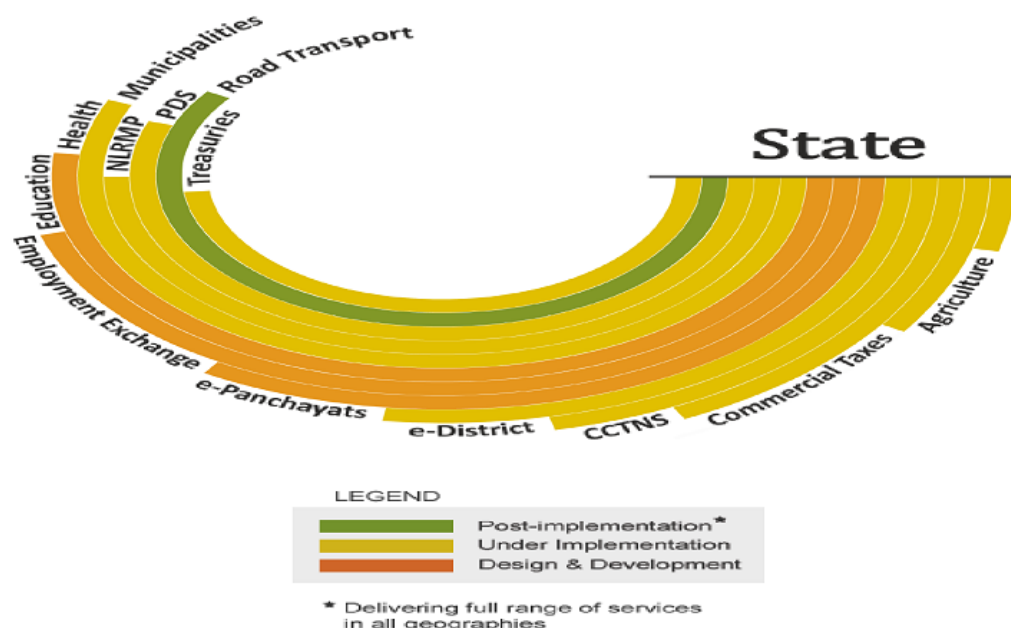 Municipalities
Road Transport
Health
PDS
NLRMP
Treasuries
State
Education
Employment Exchange
Agriculture
Commercial Taxes
e-Panchayats
e-District
CCTNS
LEGEND
Post-implementation*
Under Implementation
Design & Development
* Delivering full range of services
in all geographies